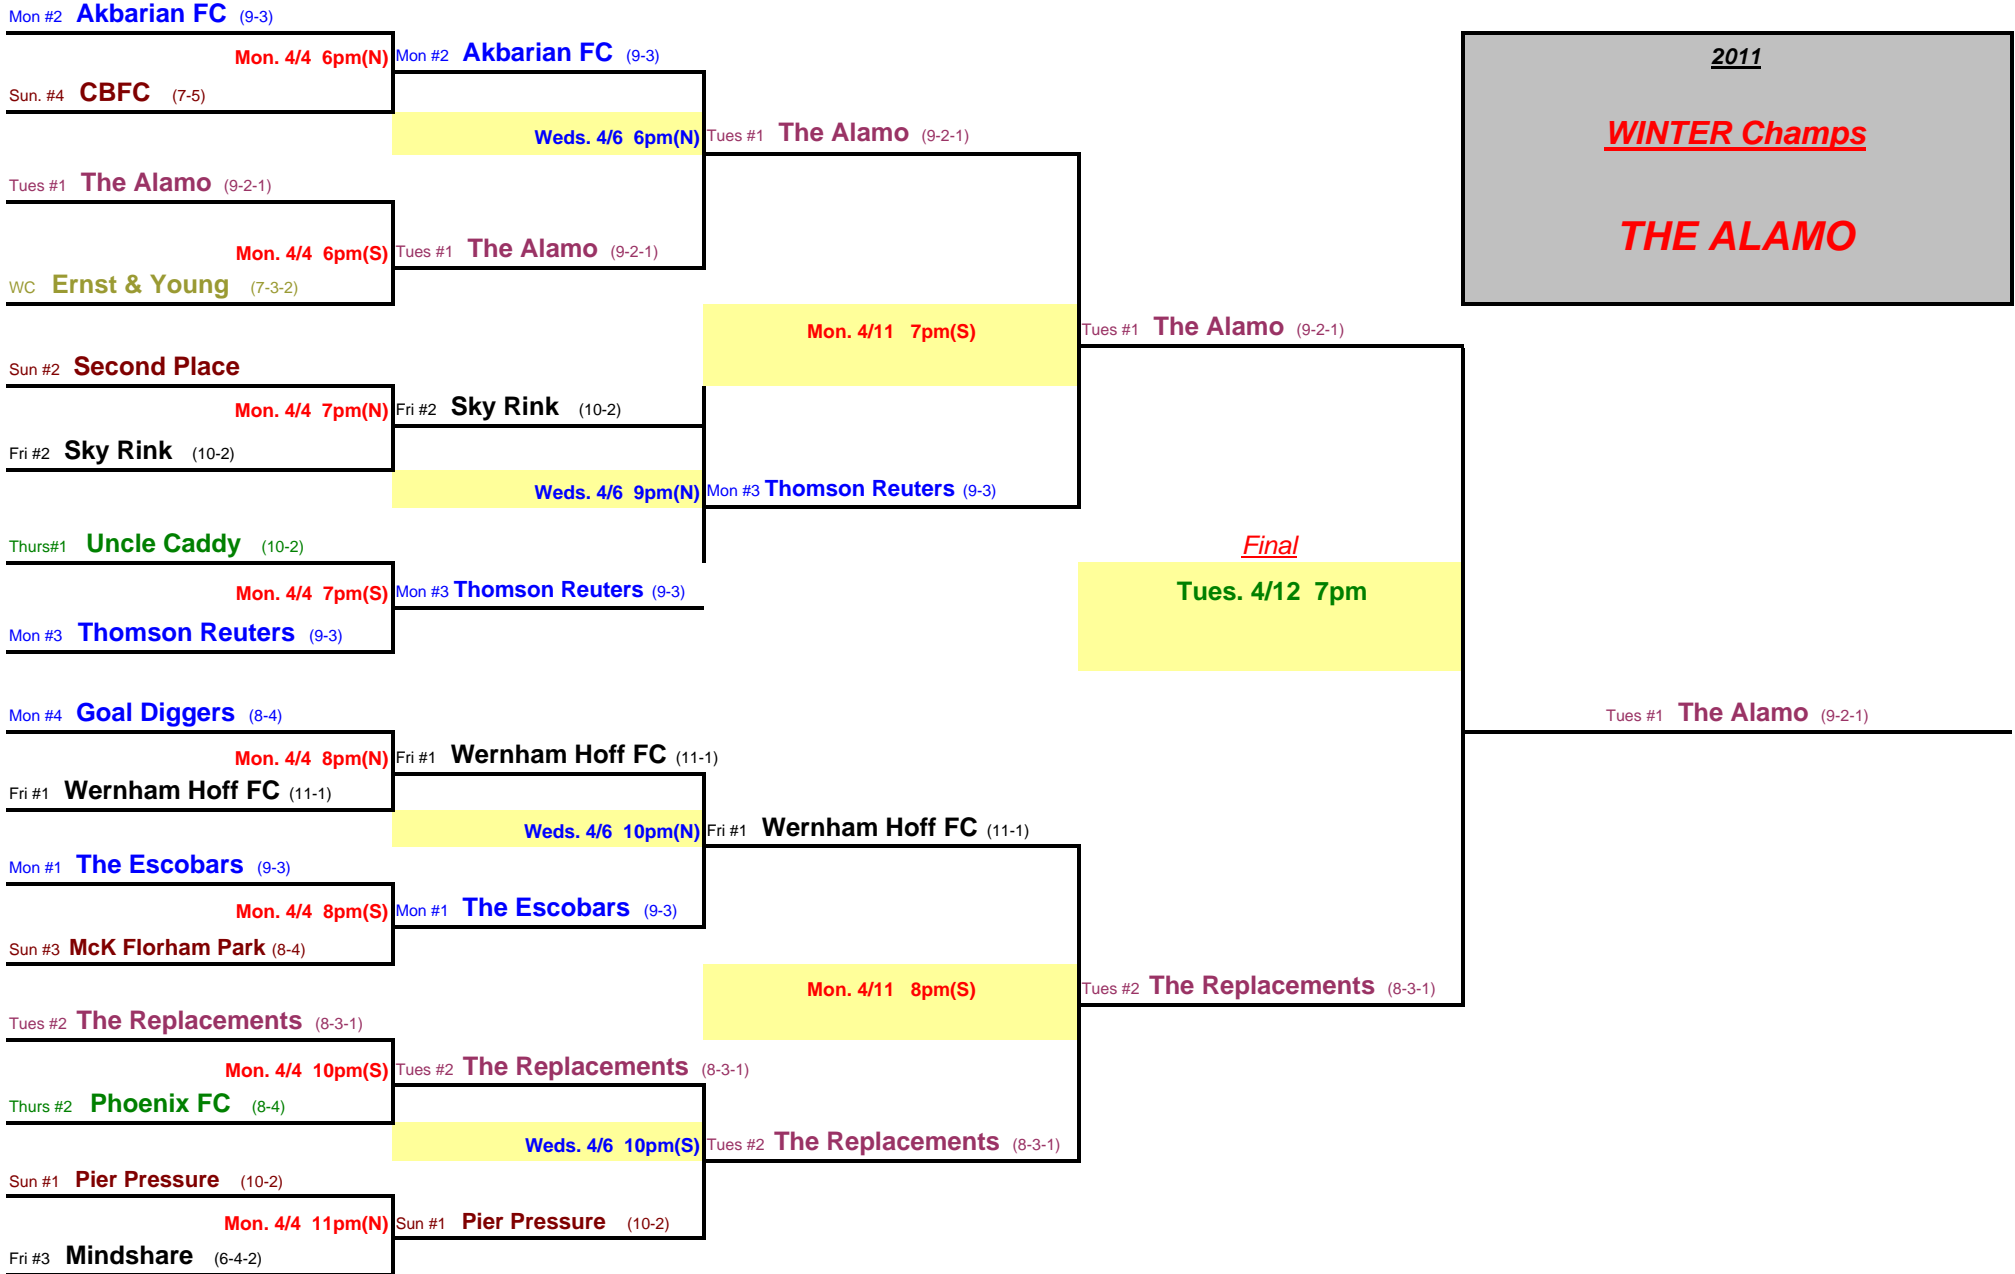 Mon #2 Akbarian FC (9-3)
Mon. 4/4 6pm(N)
Sun. #4 CBFC (7-5)
Tues #1 The Alamo (9-2-1)
Mon. 4/4 6pm(S)
WC Ernst & Young (7-3-2)
Sun #2 Second Place
Mon. 4/4 7pm(N)
Fri #2 Sky Rink (10-2)
Thurs#1 Uncle Caddy (10-2)
Mon. 4/4 7pm(S)
Mon #3 Thomson Reuters (9-3)
Mon #4 Goal Diggers (8-4)
Mon. 4/4 8pm(N)
Fri #1 Wernham Hoff FC (11-1)
Mon #1 The Escobars (9-3)
Mon. 4/4 8pm(S)
Sun #3 McK Florham Park (8-4)
Tues #2 The Replacements (8-3-1)
Mon. 4/4 10pm(S)
Thurs #2 Phoenix FC (8-4)
Sun #1 Pier Pressure (10-2)
Mon. 4/4 11pm(N)
Fri #3 Mindshare (6-4-2)
Mon #2 Akbarian FC (9-3)
Weds. 4/6 6pm(N)
Tues #1 The Alamo (9-2-1)
Fri #2 Sky Rink (10-2)
Weds. 4/6 9pm(N)
Mon #3 Thomson Reuters (9-3)
Fri #1 Wernham Hoff FC (11-1)
Weds. 4/6 10pm(N)
Mon #1 The Escobars (9-3)
Tues #2 The Replacements (8-3-1)
Weds. 4/6 10pm(S)
Sun #1 Pier Pressure (10-2)
Tues #1 The Alamo (9-2-1)
Mon. 4/11 7pm(S)
Mon #3 Thomson Reuters (9-3)
Fri #1 Wernham Hoff FC (11-1)
Mon. 4/11 8pm(S)
Tues #2 The Replacements (8-3-1)
Tues #1 The Alamo (9-2-1)
Final
Tues. 4/12 7pm
Tues #2 The Replacements (8-3-1)
2011
WINTER Champs
THE ALAMO
Tues #1 The Alamo (9-2-1)